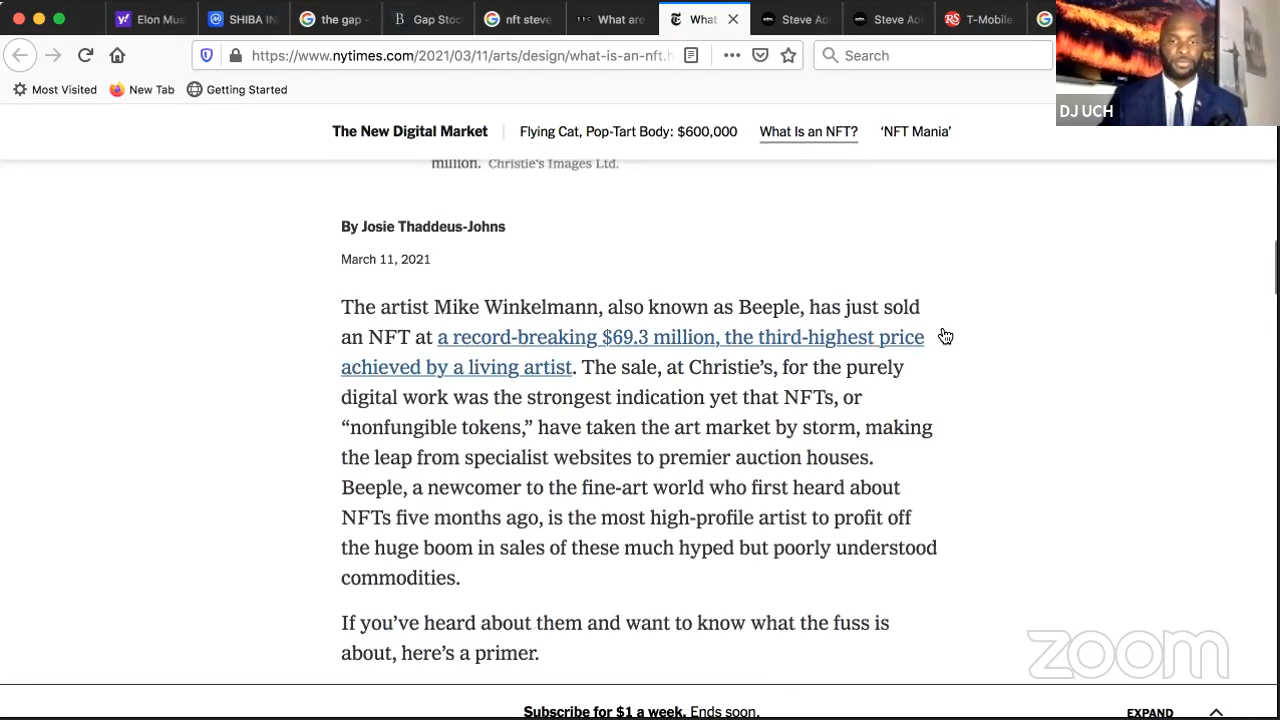 Elon Mus
SHIBA IN
the gap -
Gap Stoc
nft steve
What are
What
Steve Ao
Steve Ao
T-Mobile
https://www.nytimes.com/2021/03/11/arts/design/what-is-an-nft.h
Search
Most Visited
New Tab
Getting Started
DJ UCH
The New Digital Market
Flying Cat, Pop-Tart Body: $600,000
What Is an NFT?
‘NFT Mania’
million. Christie's Images Ltd.
By Josie Thaddeus-Johns
March 11, 2021
The artist Mike Winkelmann, also known as Beeple, has just sold
an NFT at a record-breaking $69.3 million, the third-highest price
achieved by a living artist. The sale, at Christie’s, for the purely
digital work was the strongest indication yet that NFTs, or
“nonfungible tokens,” have taken the art market by storm, making
the leap from specialist websites to premier auction houses.
Beeple, a newcomer to the fine-art world who first heard about
NFTs five months ago, is the most high-profile artist to profit off
the huge boom in sales of these much hyped but poorly understood
commodities.
If you’ve heard about them and want to know what the fuss is
about, here’s a primer.
zoom
Subscribe for $1 a week. Ends soon.
EXPAND